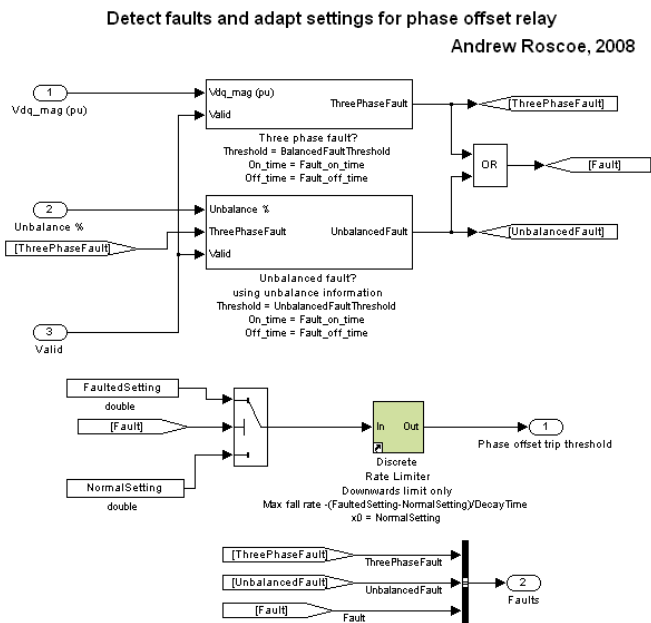 Detect faults and adapt settings for phase offset relay
Andrew Roscoe, 2008
1
Vdq_mag (pu)
Vdq_mag (pu)
Valid
ThreePhaseFault
Three phase fault?
Threshold = BalancedFaultThreshold
On_time = Fault_on_time
Off_time = Fault_off_time
[ThreePhaseFault]
OR
[Fault]
2
Unbalance %
[ThreePhaseFault]
Unbalance %
ThreePhaseFault
Valid
UnbalancedFault
[UnbalancedFault]
Unbalanced fault?
using unbalance information
Threshold = UnbalancedFaultThreshold
On_time = Fault_on_time
Off_time = Fault_off_time
3
Valid
FaultedSetting
double
[Fault]
NormalSetting
double
In
Out
Discrete
Rate Limiter
Downwards limit only
Max fall rate -(FaultedSetting-NormalSetting)/DecayTime
x0 = NormalSetting
1
Phase offset trip threshold
[ThreePhaseFault]
ThreePhaseFault
[UnbalancedFault]
UnbalancedFault
[Fault]
Fault
2
Faults